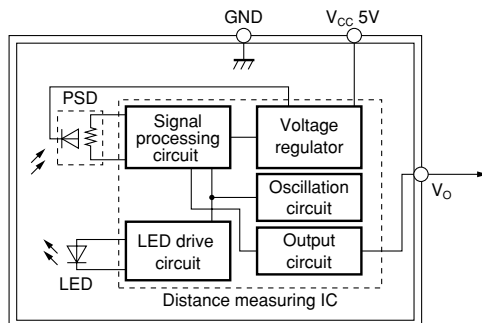 GND
VCC 5V
PSD
Signal
processing
circuit
Voltage
regulator
Oscillation
circuit
VO
LED drive
circuit
Output
circuit
LED
Distance measuring IC